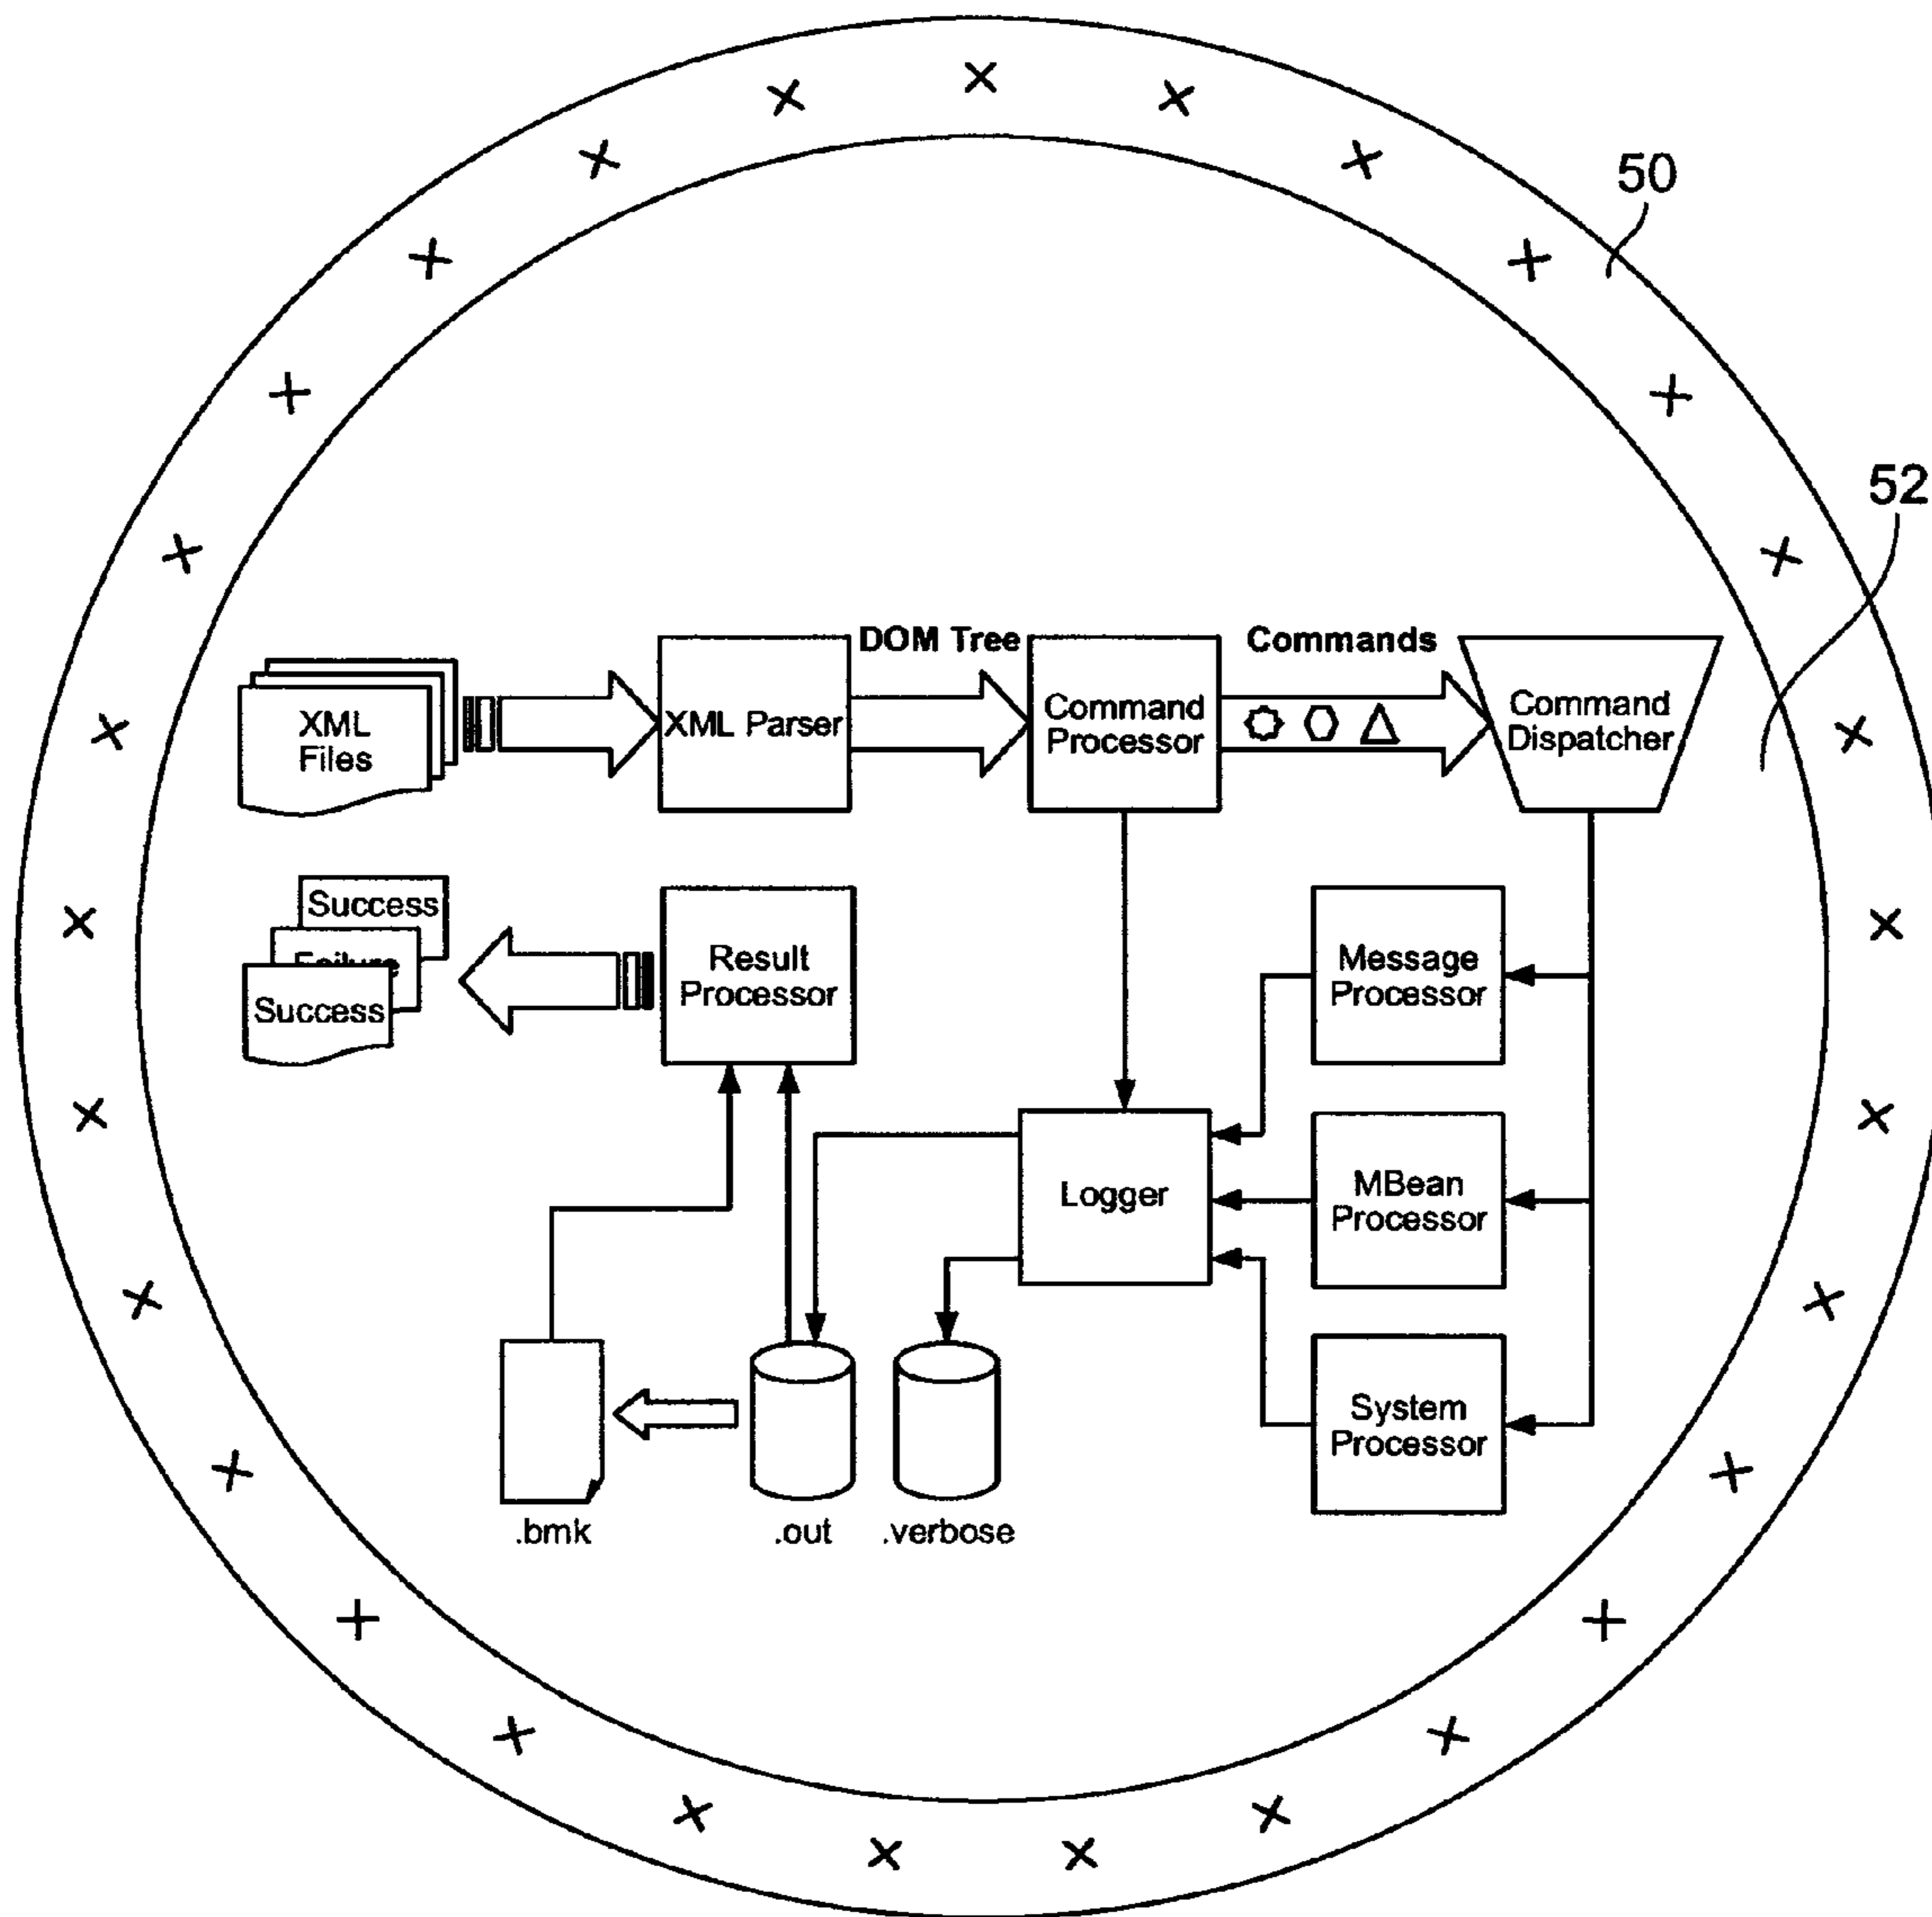 50
52
DOM Tree
Commands
XML
Files
XML Parser
Command
Processor
Command
Dispatcher
Success
Failure
Success
Result
Processor
Message
Processor
Logger
MBean
Processor
System
Processor
.bmk
.out
.verbose